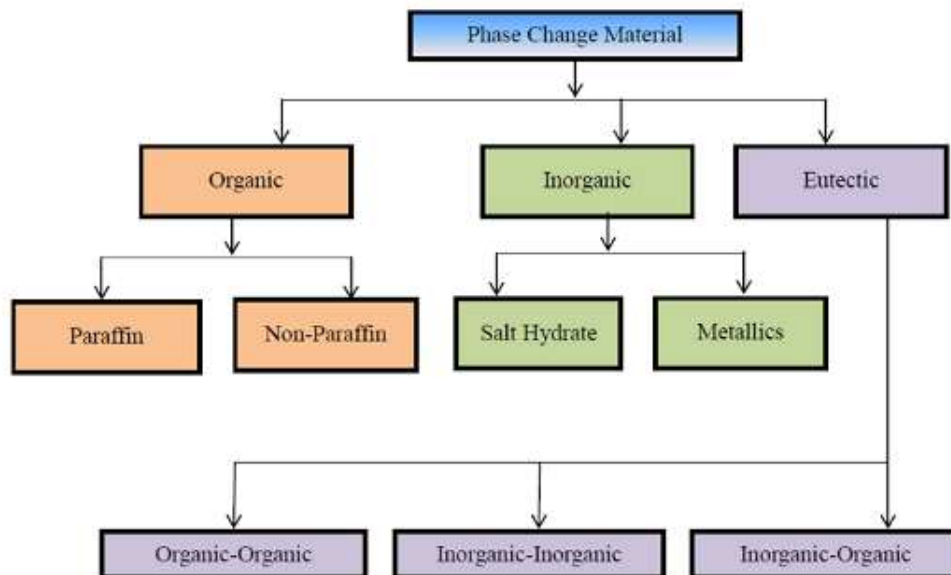 Phase Change Material
Organic
Inorganic
Eutectic
Paraffin
Non-Paraffin
Salt Hydrate
Metallics
Organic-Organic
Inorganic-Inorganic
Inorganic-Organic